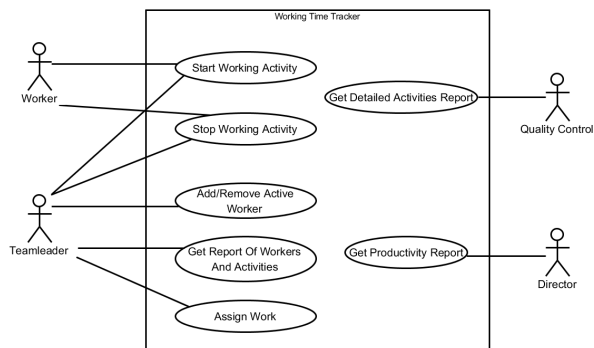 Working Time Tracker
Start Working Activity
Worker
Get Detailed Activities Report
Quality Control
Stop Working Activity
Add/Remove Active
Worker
Teamleader
Get Report Of Workers
And Activities
Get Productivity Report
Director
Assign Work